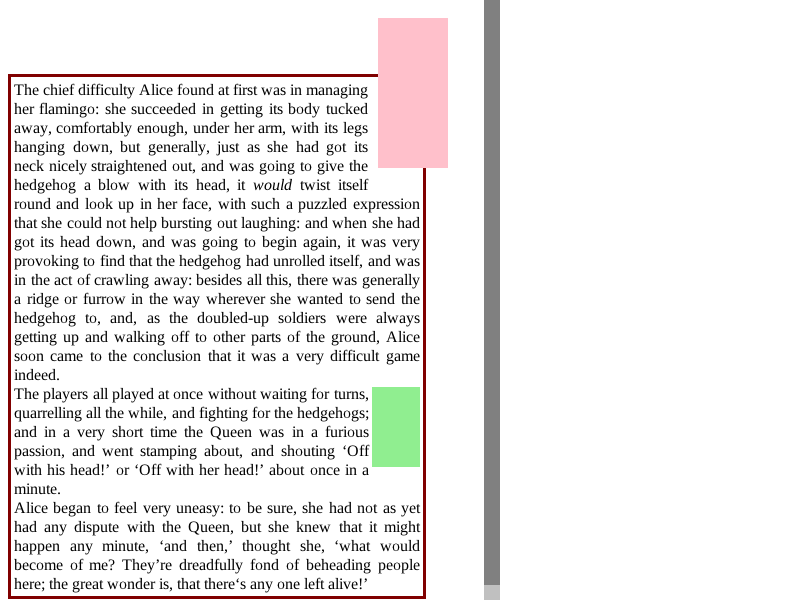 The chief difficulty Alice found at first was in managing
her flamingo: she succeeded in getting its body tucked
away, comfortably enough, under her arm, with its legs
hanging down, but generally, just as she had got its
neck nicely straightened out, and was going to give the
hedgehog a blow with its head, it would twist itself
round and look up in her face, with such a puzzled expression
that she could not help bursting out laughing: and when she had
got its head down, and was going to begin again, it was very
provoking to find that the hedgehog had unrolled itself, and was
in the act of crawling away: besides all this, there was generally
a ridge or furrow in the way wherever she wanted to send the
hedgehog to, and, as the doubled-up soldiers were always
getting up and walking off to other parts of the ground, Alice
soon came to the conclusion that it was a very difficult game
indeed.
The players all played at once without waiting for turns,
quarrelling all the while, and fighting for the hedgehogs;
and in a very short time the Queen was in a furious
passion, and went stamping about, and shouting ‘Off
with his head!’ or ‘Off with her head!’ about once in a
minute.
Alice began to feel very uneasy: to be sure, she had not as yet
had any dispute with the Queen, but she knew that it might
happen any minute, ‘and then,’ thought she, ‘what would
become of me? They’re dreadfully fond of beheading people
here; the great wonder is, that there‘s any one left alive!’